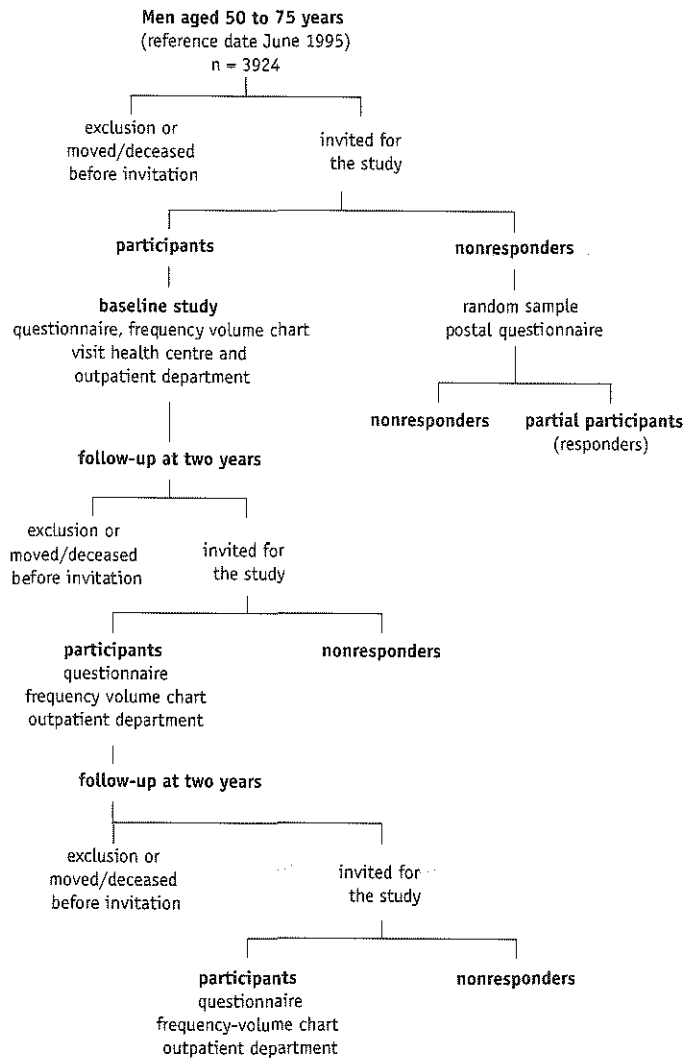 Men aged 50 to 75 years
(reference date June 1995)
n = 3924
exclusion or
moved/deceased
before invitation
invited for
the study
participants
nonresponders
baseline study
questionnaire, frequency volume chart
visit health centre and
outpatient department
random sample
postal questionnaire
nonresponders
partial participants
(responders)
follow-up at two years
exclusion or
moved/deceased
before invitation
invited for
the study
participants
questionnaire
frequency volume chart
outpatient department
nonresponders
follow-up at two years
exclusion or
moved/deceased
before invitation
invited for
the study
participants
questionnaire
frequency-volume chart
outpatient department
nonresponders